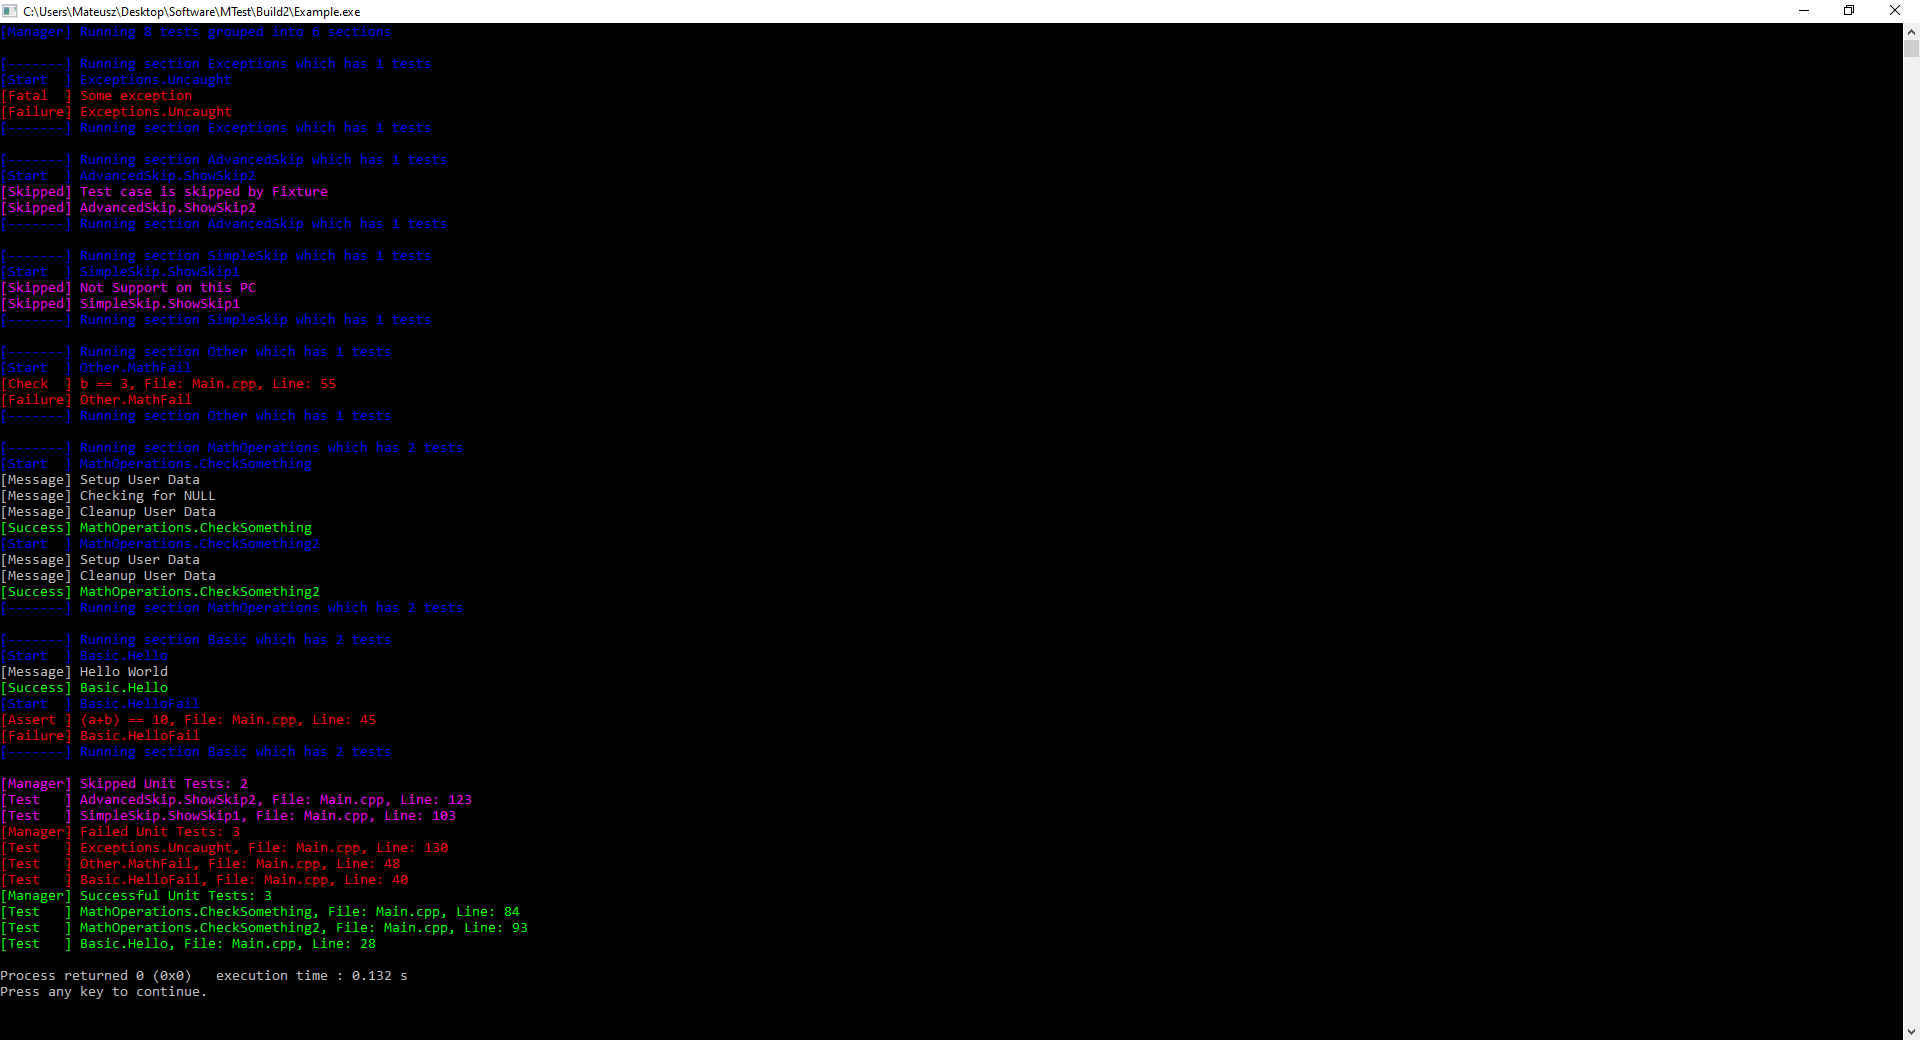 C:\Users\Mateusz\Desktop\Software\MTest\Build2\Example.exe
[Manager] Running 8 tests grouped into 6 sections
[-------] Running section Exceptions which has 1 tests
[Start  ] Exceptions.Uncaught
[Fatal  ] Some exception
[Failure] Exceptions.Uncaught
[-------] Running section Exceptions which has 1 tests
[-------] Running section AdvancedSkip which has 1 tests
[Start  ] AdvancedSkip.ShowSkip2
[Skipped] Test case is skipped by Fixture
[Skipped] AdvancedSkip.ShowSkip2
[-------] Running section AdvancedSkip which has 1 tests
[-------] Running section SimpleSkip which has 1 tests
[Start  ] SimpleSkip.ShowSkip1
[Skipped] Not Support on this PC
[Skipped] SimpleSkip.ShowSkip1
[-------] Running section SimpleSkip which has 1 tests
[-------] Running section Other which has 1 tests
[Start  ] Other.MathFail
[Check  ] b == 3, File: Main.cpp, Line: 55
[Failure] Other.MathFail
[-------] Running section Other which has 1 tests
[-------] Running section MathOperations which has 2 tests
[Start  ] MathOperations.CheckSomething
[Message] Setup User Data
[Message] Checking for NULL
[Message] Cleanup User Data
[Success] MathOperations.CheckSomething
[Start  ] MathOperations.CheckSomething2
[Message] Setup User Data
[Message] Cleanup User Data
[Success] MathOperations.CheckSomething2
[-------] Running section MathOperations which has 2 tests
[-------] Running section Basic which has 2 tests
[Start  ] Basic.Hello
[Message] Hello World
[Success] Basic.Hello
[Start  ] Basic.HelloFail
[Assert ] (a+b) == 10, File: Main.cpp, Line: 45
[Failure] Basic.HelloFail
[-------] Running section Basic which has 2 tests
[Manager] Skipped Unit Tests: 2
[Test   ] AdvancedSkip.ShowSkip2, File: Main.cpp, Line: 123
[Test   ] SimpleSkip.ShowSkip1, File: Main.cpp, Line: 103
[Manager] Failed Unit Tests: 3
[Test   ] Exceptions.Uncaught, File: Main.cpp, Line: 130
[Test   ] Other.MathFail, File: Main.cpp, Line: 48
[Test   ] Basic.HelloFail, File: Main.cpp, Line: 40
[Manager] Successful Unit Tests: 3
[Test   ] MathOperations.CheckSomething, File: Main.cpp, Line: 84
[Test   ] MathOperations.CheckSomething2, File: Main.cpp, Line: 93
[Test   ] Basic.Hello, File: Main.cpp, Line: 28
Process returned 0 (0x0)   execution time : 0.132 s
Press any key to continue.